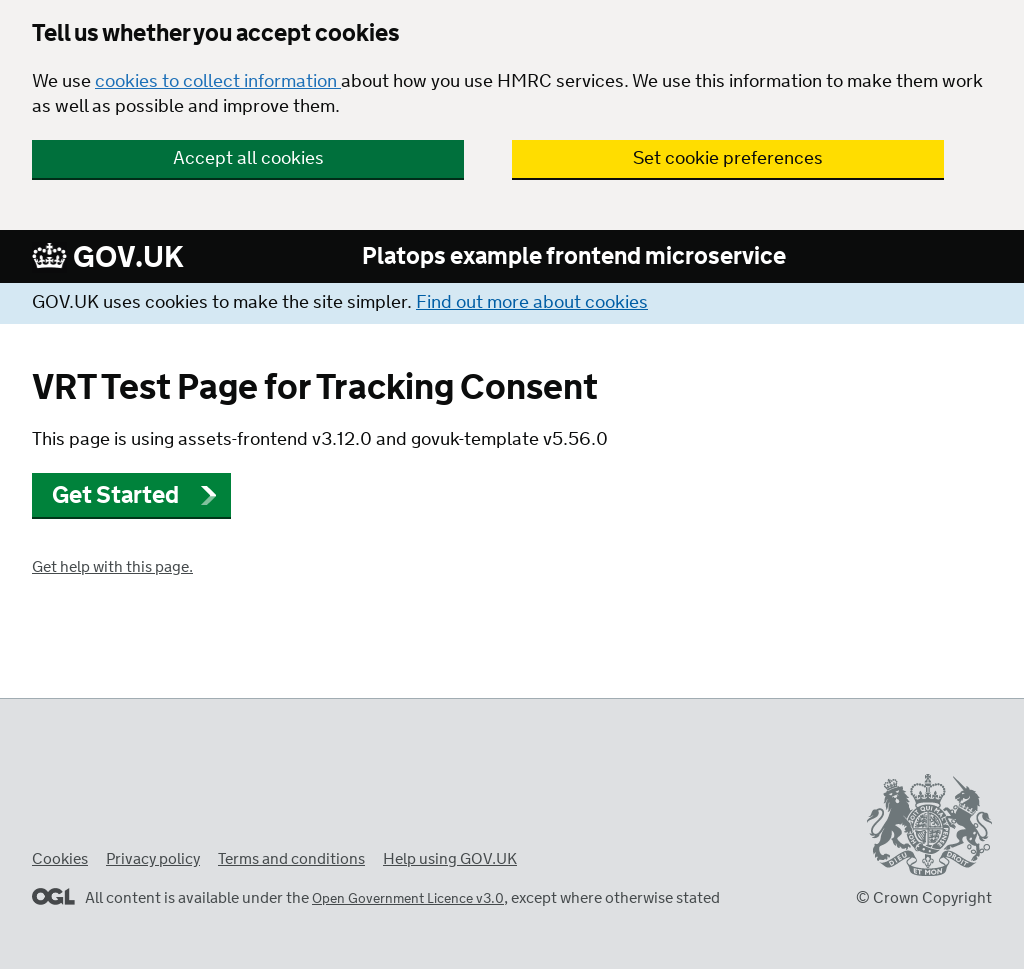 Tell us whether you accept cookies
We use cookies to collect information about how you use HMRC services. We use this information to make them work
as well as possible and improve them.
Accept all cookies
Set cookie preferences
GOV.UK
Platops example frontend microservice
GOV.UK uses cookies to make the site simpler. Find out more about cookies
VRT Test Page for Tracking Consent
This page is using assets-frontend v3.12.0 and govuk-template v5.56.0
Get Started
Get help with this page.
Cookies Privacy policy Terms and conditions Help using GOV.UK
DIEU ET MON DROIT
OGL All content is available under the Open Government Licence v3.0, except where otherwise stated
© Crown Copyright